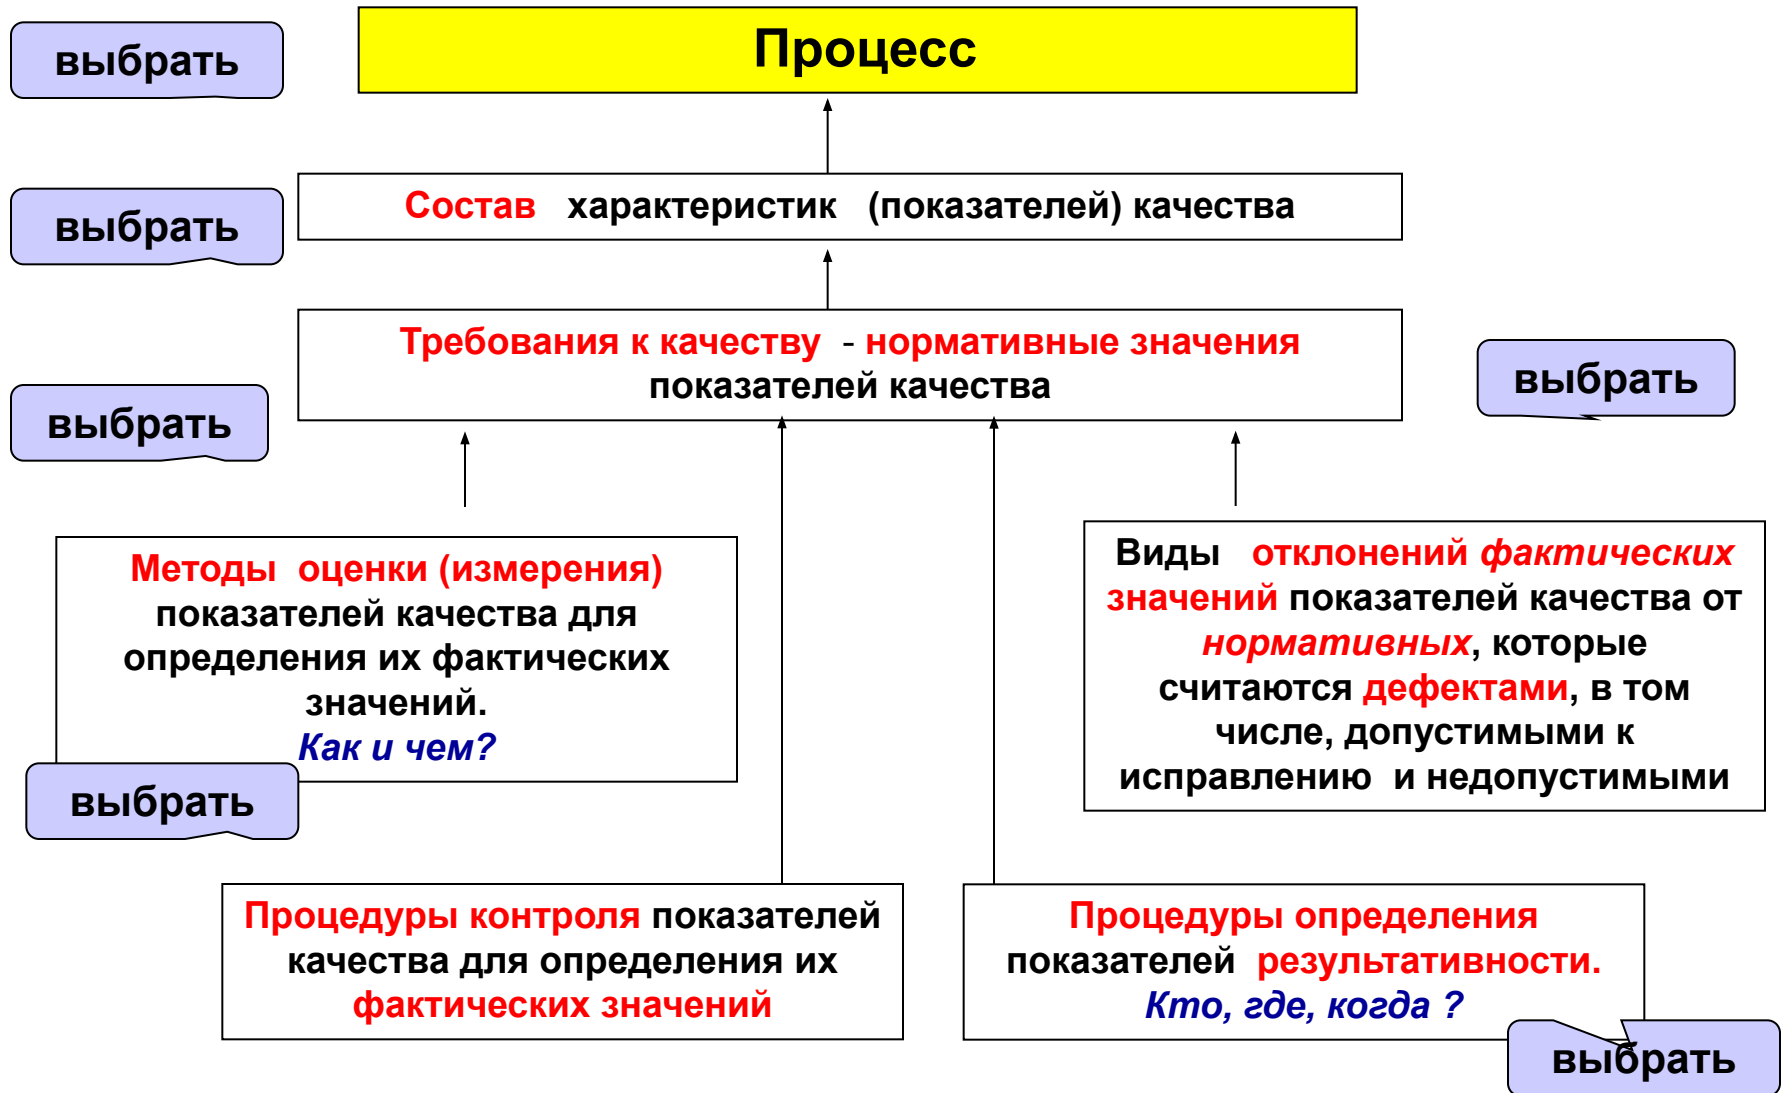 выбрать
Процесс
выбрать
Состав характеристик (показателей) качества
Требования к качеству - нормативные значения
показателей качества
выбрать
выбрать
Методы оценки (измерения)
показателей качества для
определения их фактических
значений.
Как и чем?
выбрать
Виды отклонений фактических
значений показателей качества от
нормативных, которые
считаются дефектами, в том
числе, допустимыми к
исправлению и недопустимыми
Процедуры контроля показателей
качества для определения их
фактических значений
Процедуры определения
показателей результативности.
Кто, где, когда ?
выбрать